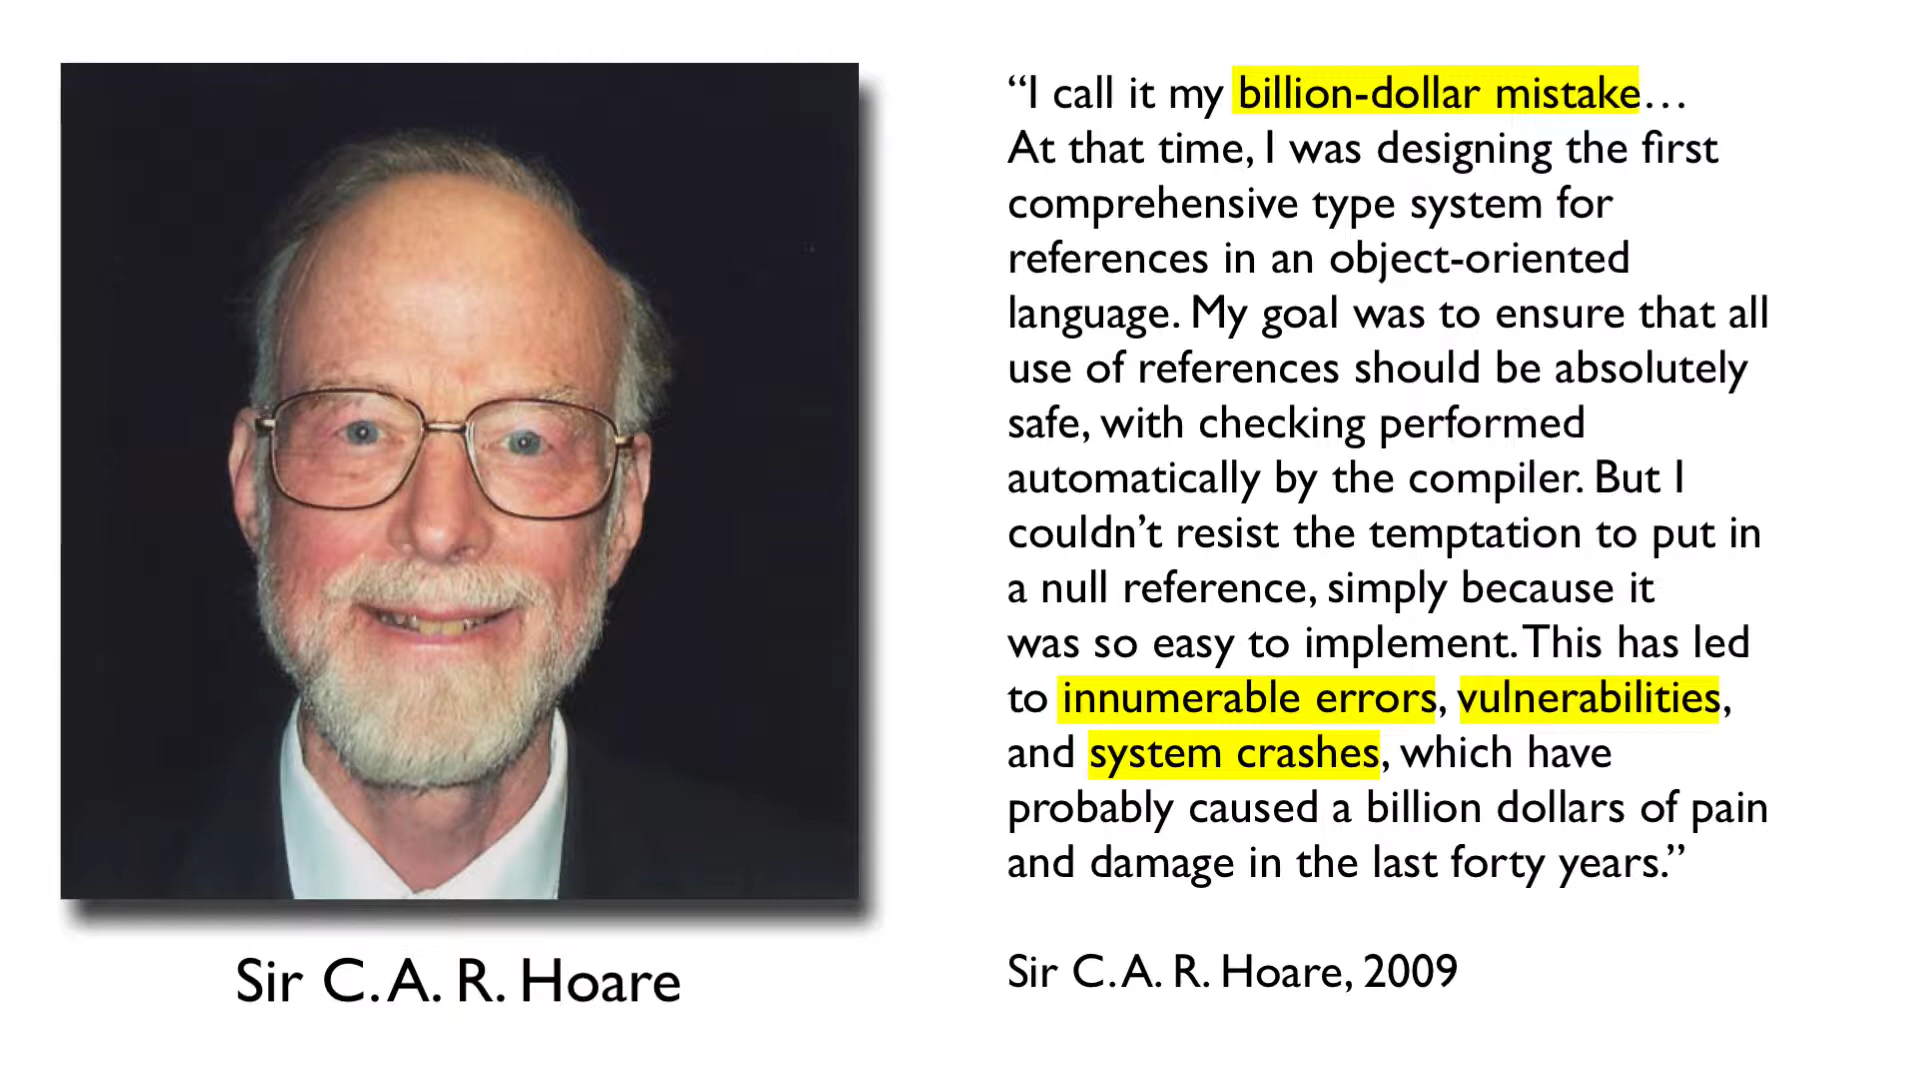 “I call it my billion-dollar mistake…
At that time, I was designing the first
comprehensive type system for
references in an object-oriented
language. My goal was to ensure that all
use of references should be absolutely
safe, with checking performed
automatically by the compiler. But I
couldn’t resist the temptation to put in
a null reference, simply because it
was so easy to implement. This has led
to innumerable errors, vulnerabilities,
and system crashes, which have
probably caused a billion dollars of pain
and damage in the last forty years.”
Sir C. A. R. Hoare, 2009
Sir C. A. R. Hoare